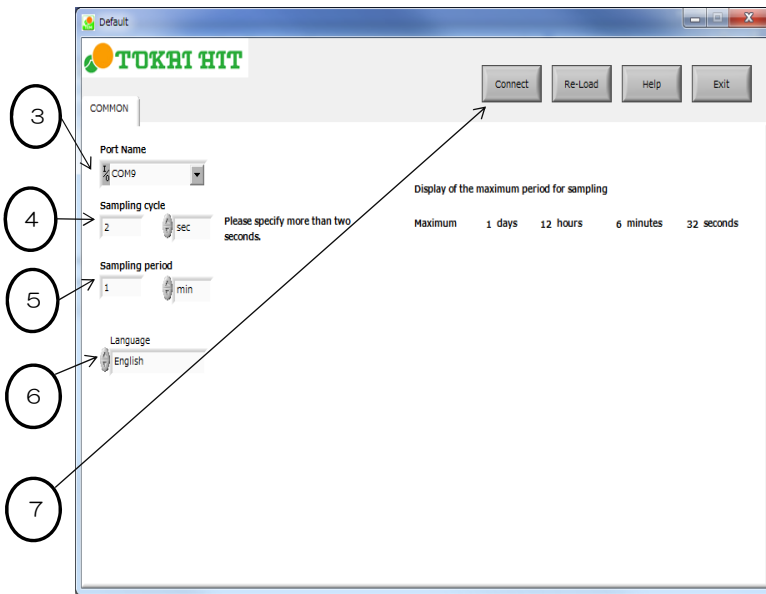 Default
TOKAI HIT
Connect Re-Load Help Exit
COMMON
3
Port Name
I/O COM9
4
Sampling cycle
2 sec
Please specify more than two
seconds.
Display of the maximum period for sampling
Maximum 1 days 12 hours 6 minutes 32 seconds
5
Sampling period
1 min
6
Language
English
7